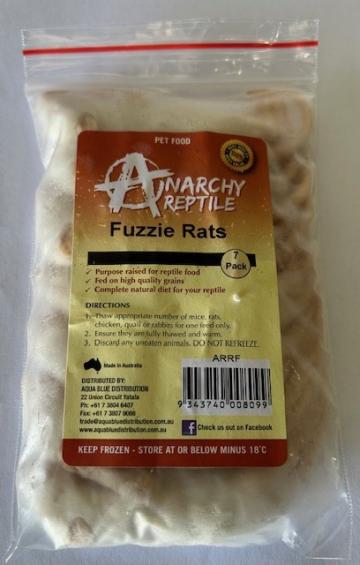 PET FOOD
ANARCHY
REPTILE
Fuzzie Rats
7
Pack
✓ Purpose raised for reptile food
✓ Fed on high quality grains
✓ Complete natural diet for your reptile
DIRECTIONS
1. Thaw appropriate number of mice, rats,
chicken, quail or rabbits for one feed only.
2. Ensure they are fully thawed and warm.
3. Discard any uneaten animals. DO NOT REFREEZE.
Made in Australia
ARRF
DISTRIBUTED BY:
AQUA BLUE DISTRIBUTION
22 Union Circuit Yatala
Ph: +61 7 3804 6407
Fax: +61 7 3807 9066
trade@aquabluedistribution.com.au
www.aquabluedistribution.com.au
9 343740 008099
f Check us out on Facebook
KEEP FROZEN - STORE AT OR BELOW MINUS 18°C